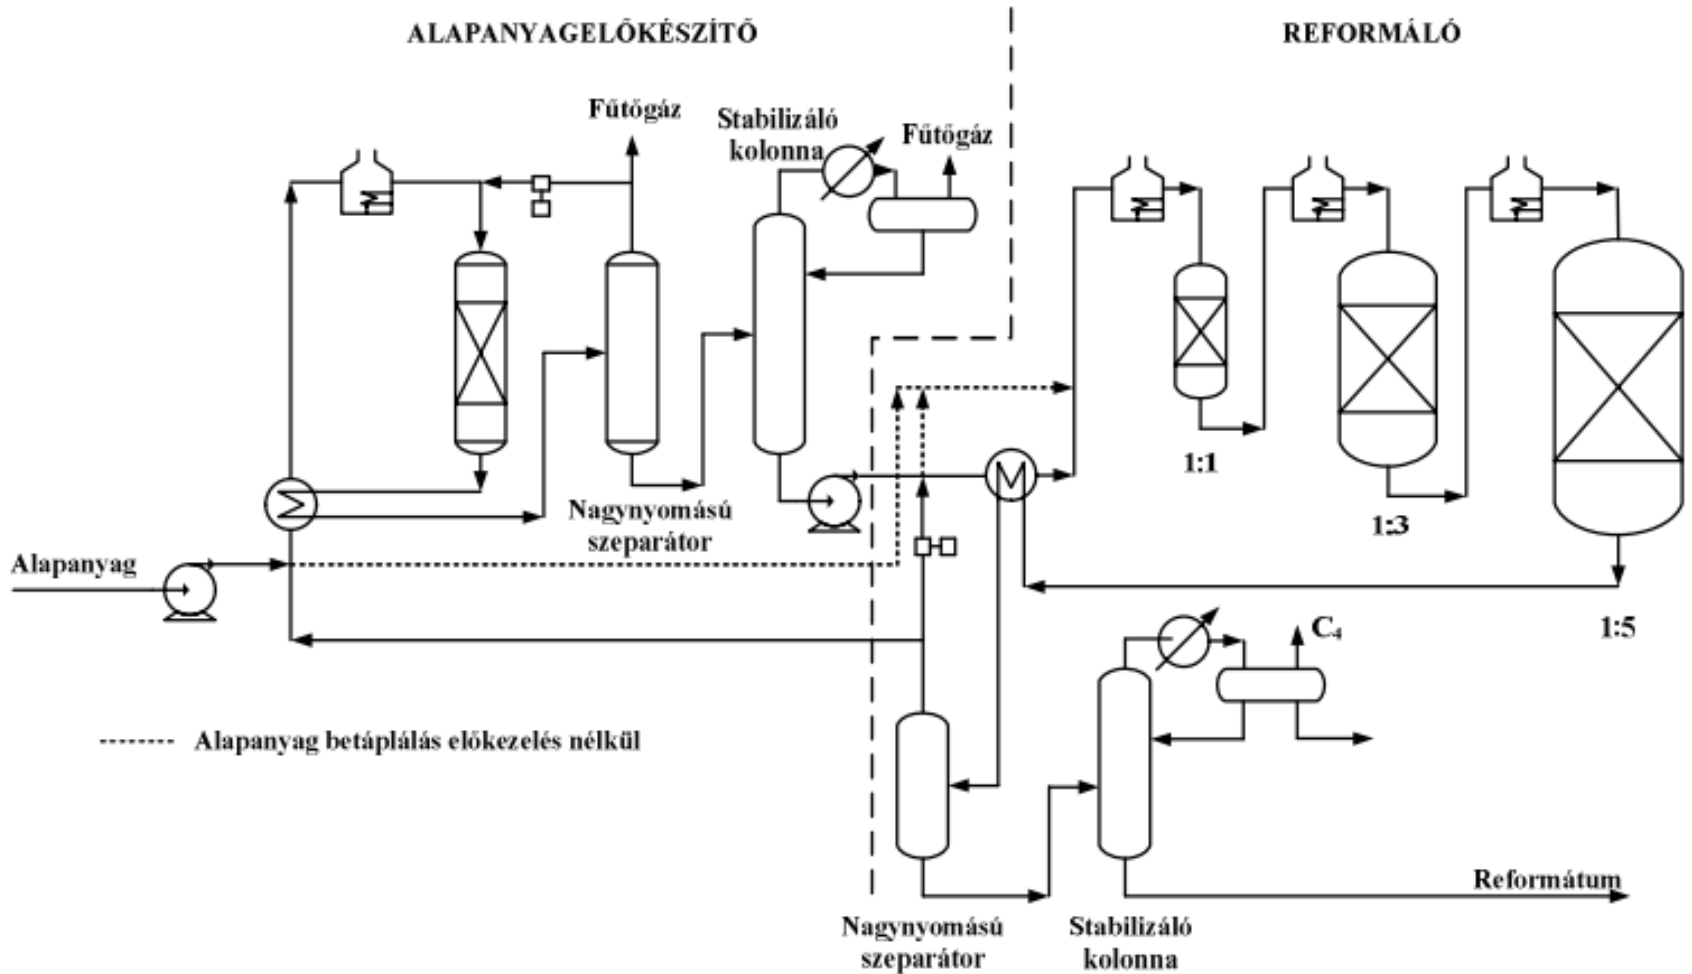 ALAPANYAGELŐKÉSZÍTŐ
REFORMÁLÓ
Fűtőgáz
Stabilizáló
kolonna
Fűtőgáz
Nagynyomású
szeparátor
Alapanyag
1:1
1:3
1:5
C₄
Alapanyag betáplálás előkezelés nélkül
Reformátum
Nagynyomású
szeparátor
Stabilizáló
kolonna